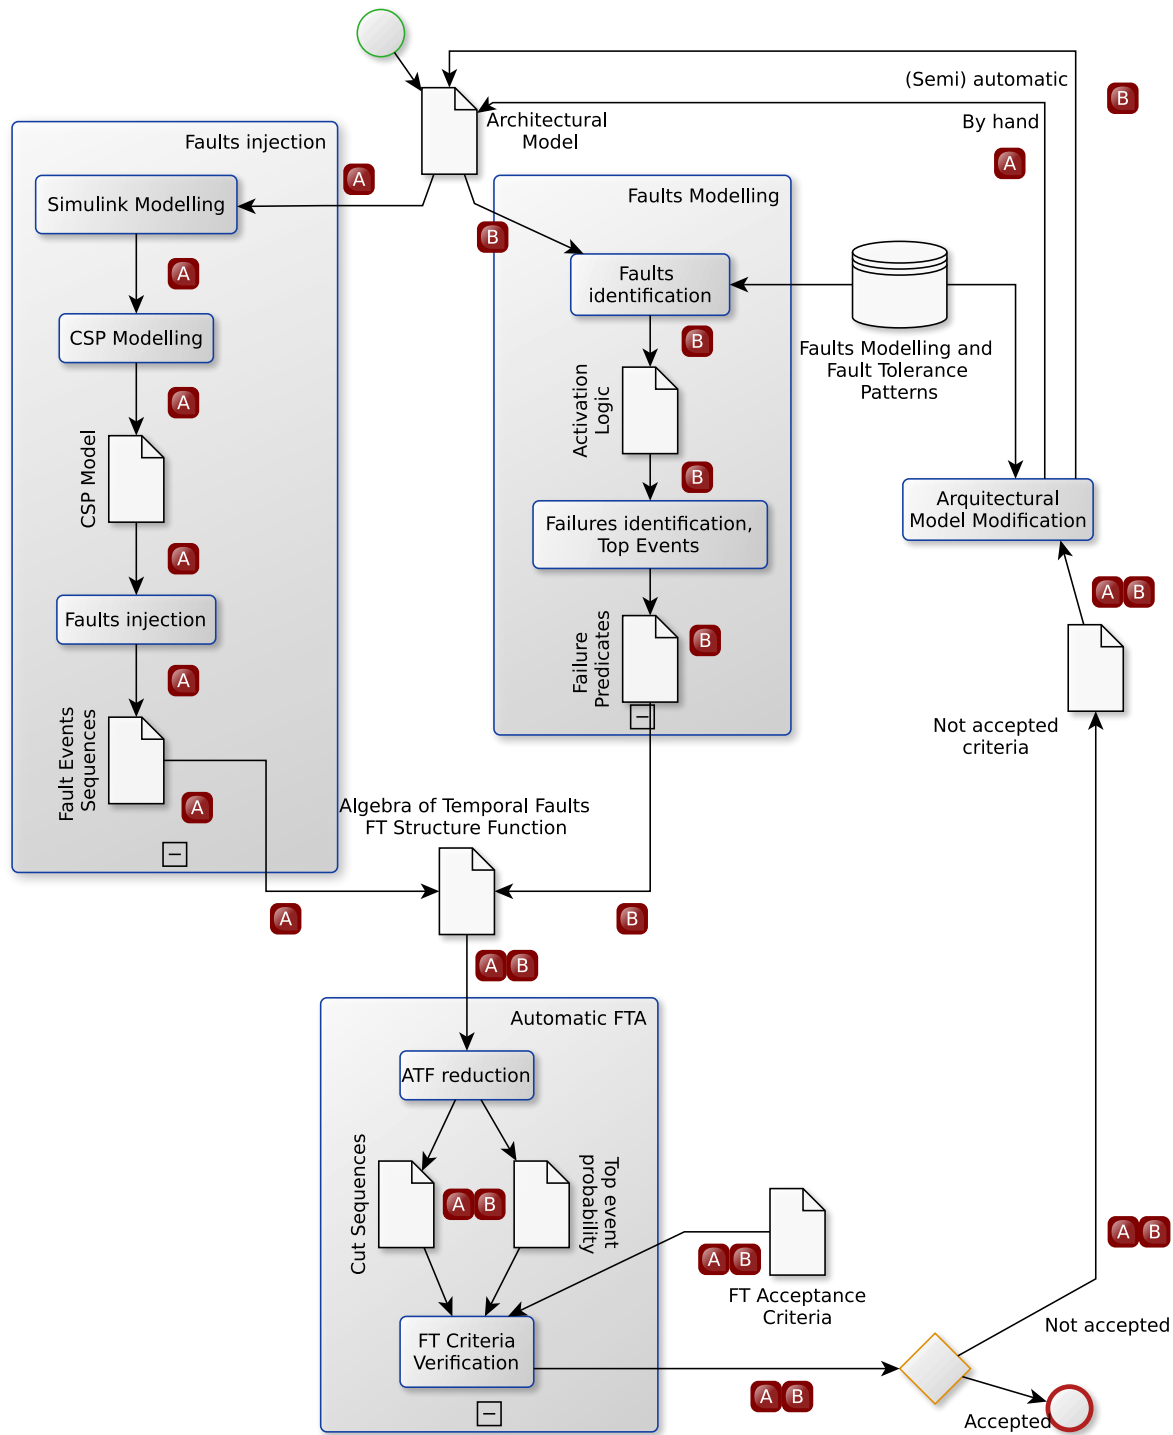 (Semi) automatic
B
By hand
A
Architectural
Model
Faults injection
A
Simulink Modelling
A
CSP Modelling
A
CSP Model
A
Faults injection
A
Fault Events
Sequences
A
Faults Modelling
B
Faults
identification
B
Activation
Logic
B
Failures identification,
Top Events
Failure
Predicates
B
Faults Modelling and
Fault Tolerance
Patterns
Arquitectural
Model Modification
A B
Not accepted
criteria
Algebra of Temporal Faults
FT Structure Function
A
B
A B
Automatic FTA
ATF reduction
Cut Sequences
A B
Top event
probability
A B
FT Acceptance
Criteria
FT Criteria
Verification
A B
A B
Not accepted
Accepted